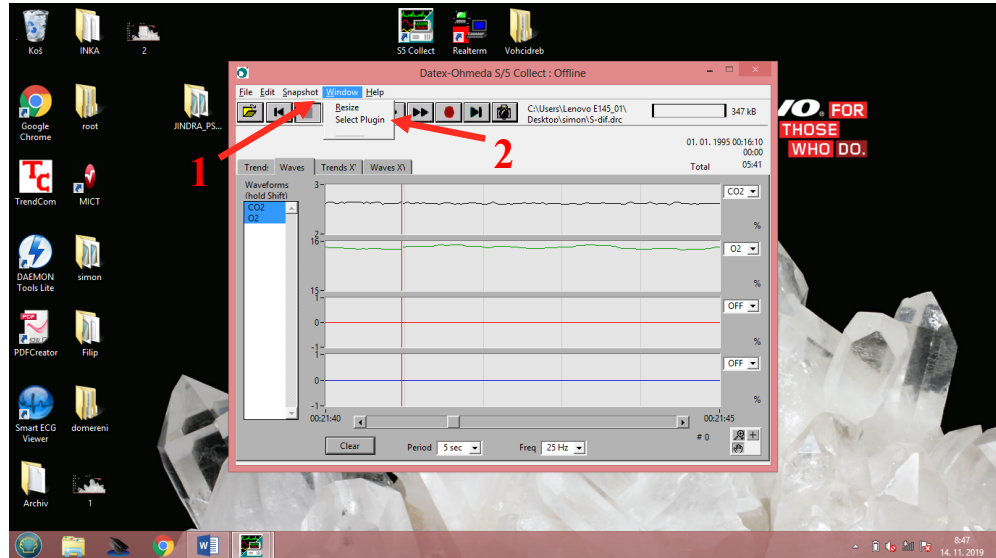 Koš
INKA
2
S5 Collect
Realterm
Vohcidreb
Google
Chrome
root
JINDRA_PS...
TrendCom
MICT
DAEMON
Tools Lite
simon
PDF
PDFCreator
Filip
Smart ECG
Viewer
domereni
Archiv
1
Datex-Ohmeda S/5 Collect : Offline
File Edit Snapshot Window Help
Resize
Select Plugin
C:\Users\Lenovo E145_01\
Desktop\simon\S-dif.drc
347 kB
01. 01. 1995 00:16:10
00:00
Total 05:41
1
2
Trend: Waves Trends X' Waves X\
Waveforms
(hold Shift)
CO2
O2
3
2
CO2
%
16
15
O2
%
1
0
-1
OFF
%
1
0
-1
OFF
%
00:21:40
00:21:45
# 0
Clear
Period 5 sec
Freq 25 Hz
FOR
THOSE
WHO DO.
8:47
14. 11. 2019